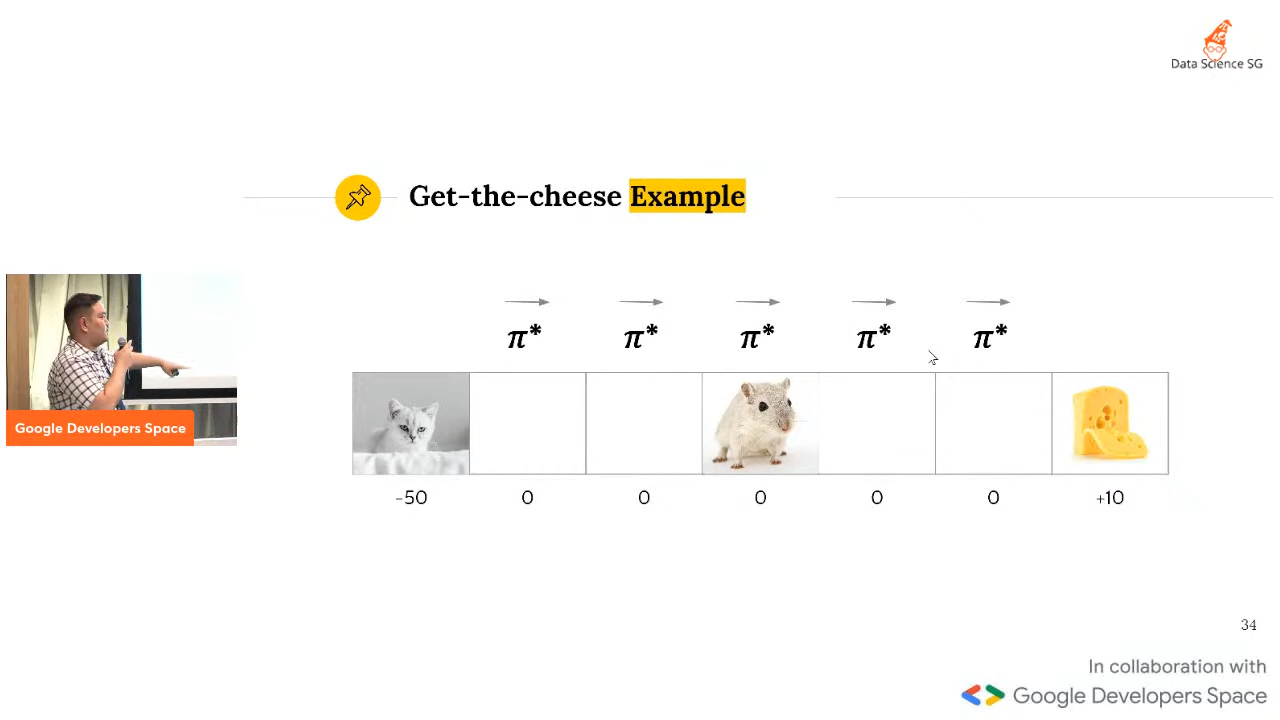 Data Science SG
Get-the-cheese Example
π* π* π* π* π*
Google Developers Space
-50 0 0 0 0 0 +10
34
In collaboration with
Google Developers Space